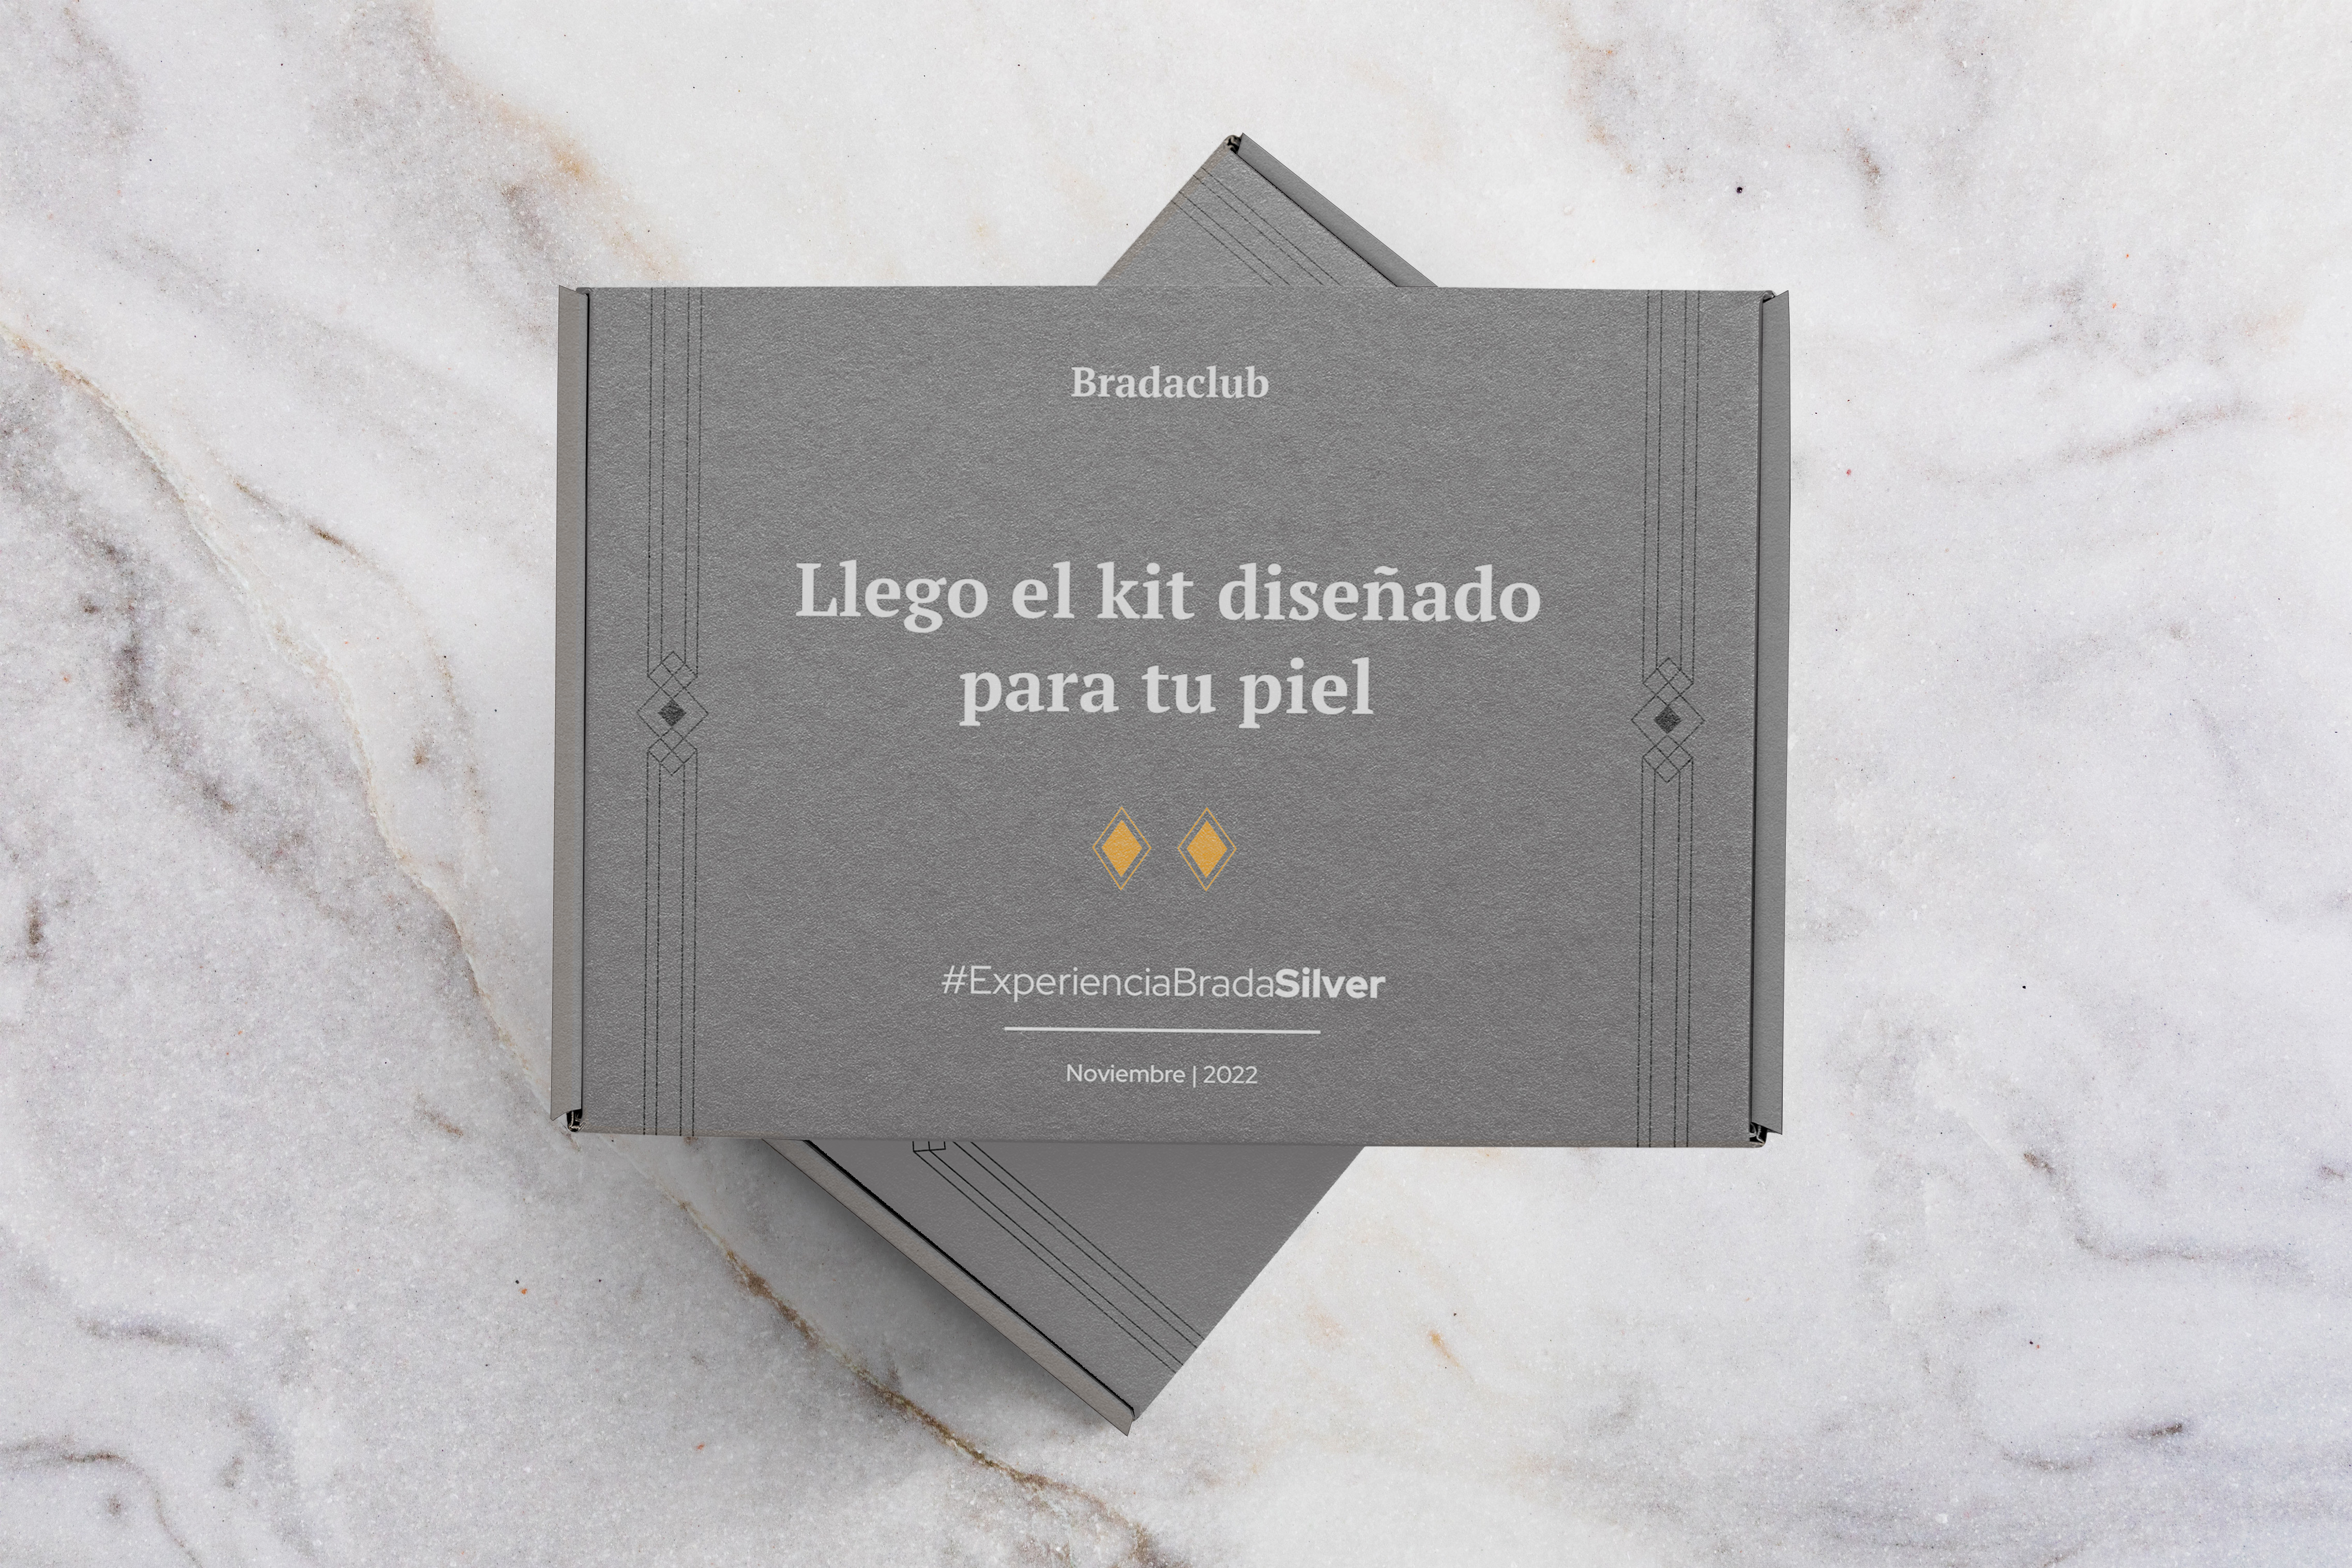 Bradaclub
Llego el kit diseñado
para tu piel
#ExperienciaBradaSilver
Noviembre | 2022